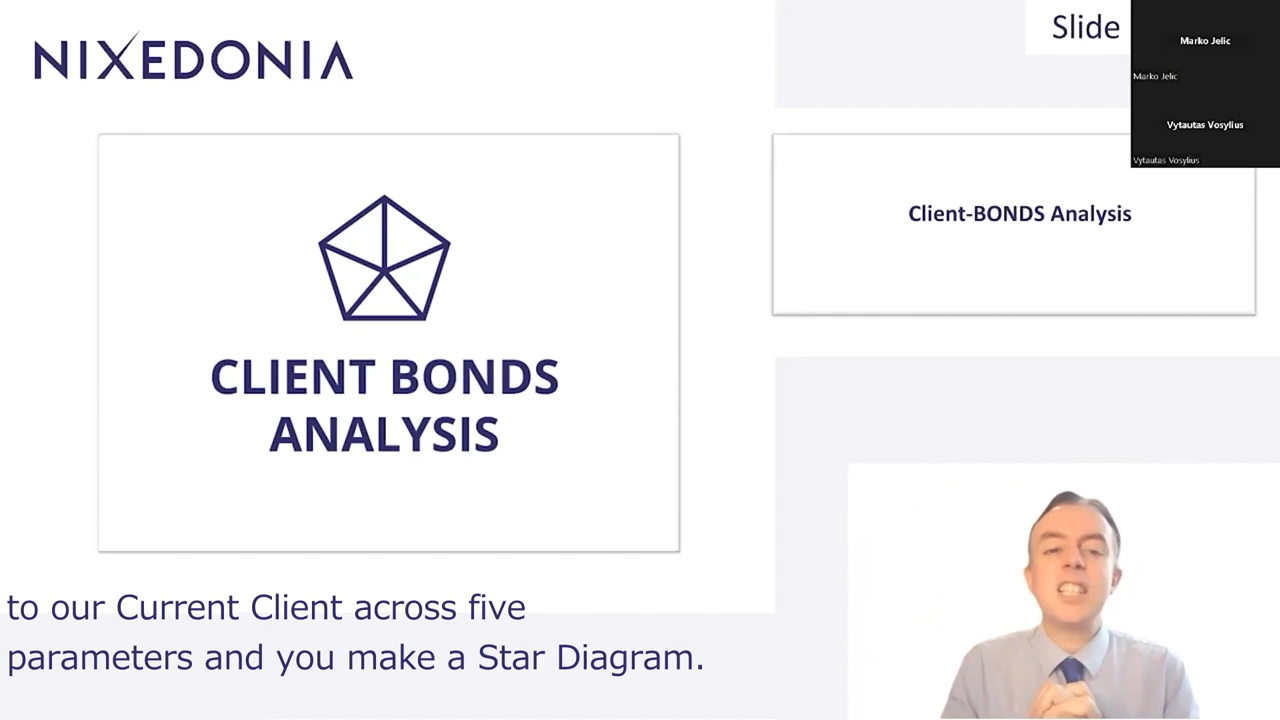 NIXEDONIA
Slide
Marko Jelic
Marko Jelic
Vytautas Vosylius
Vytautas Vosylius
Client-BONDS Analysis
CLIENT BONDS
ANALYSIS
to our Current Client across five
parameters and you make a Star Diagram.